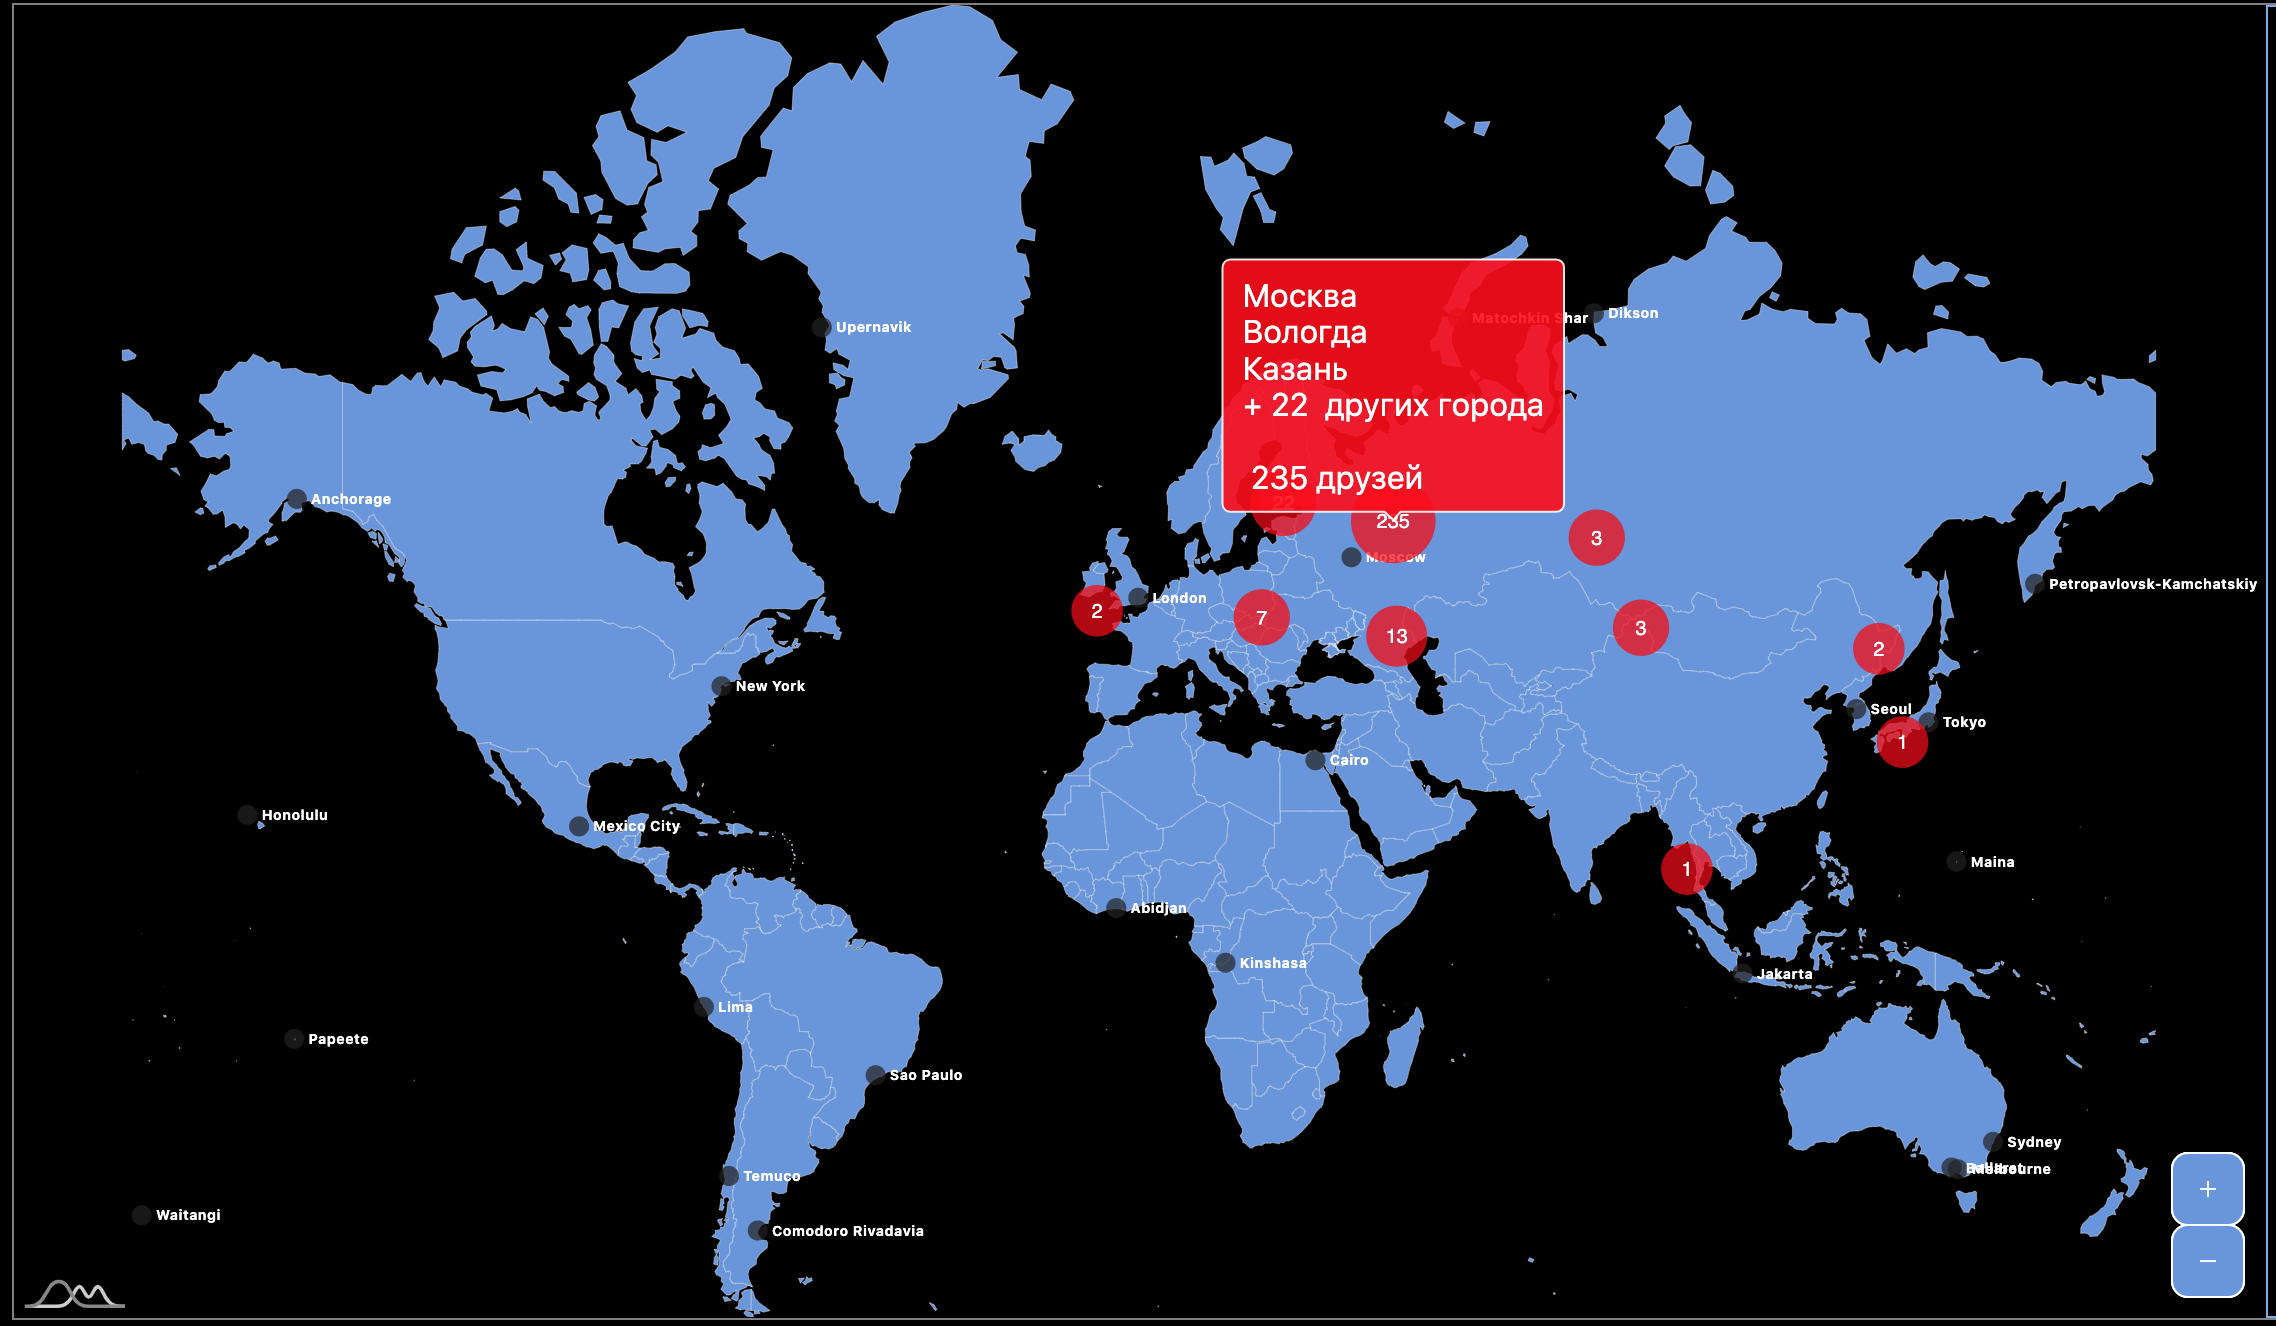 Москва
Вологда
Казань
+ 22 других города
235 друзей
Matochkin Shar
Dikson
Upernavik
Anchorage
22
235
3
Moscow
Petropavlovsk-Kamchatskiy
London
2
7
13
3
2
New York
Seoul
Tokyo
1
Cairo
Honolulu
Mexico City
Maina
1
Abidjan
Kinshasa
Jakarta
Lima
Papeete
Sao Paulo
Sydney
Melbourne
Temuco
Waitangi
Comodoro Rivadavia
+
−